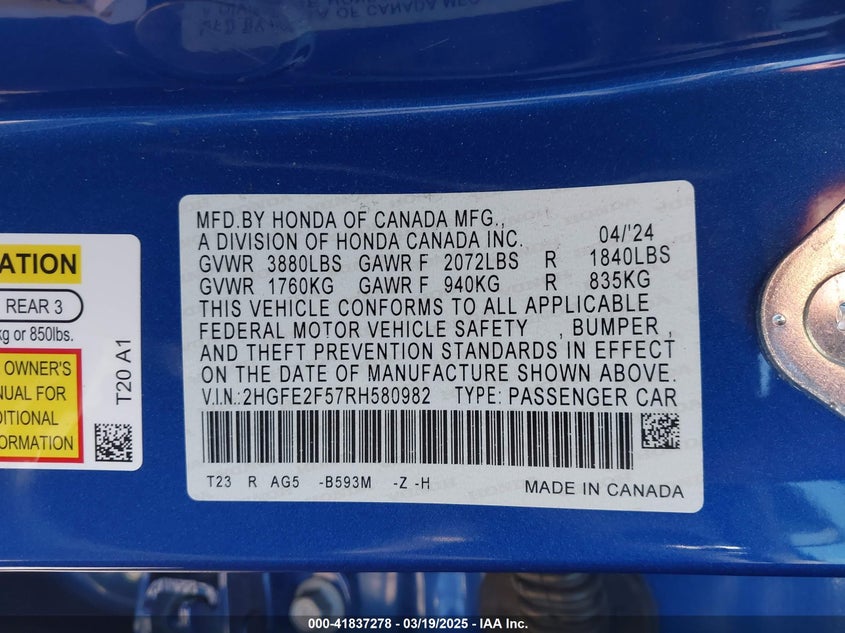 ATION
REAR 3
kg or 850lbs.
OWNER'S
NUAL FOR
DITIONAL
FORMATION
T20 A1
MFD.BY HONDA OF CANADA MFG.,
A DIVISION OF HONDA CANADA INC. 04/'24
GVWR 3880LBS GAWR F 2072LBS R 1840LBS
GVWR 1760KG GAWR F 940KG R 835KG
THIS VEHICLE CONFORMS TO ALL APPLICABLE
FEDERAL MOTOR VEHICLE SAFETY , BUMPER ,
AND THEFT PREVENTION STANDARDS IN EFFECT
ON THE DATE OF MANUFACTURE SHOWN ABOVE.
V.I.N.:2HGFE2F57RH580982 TYPE: PASSENGER CAR
T23 R AG5 -B593M -Z -H
MADE IN CANADA
000-41837278 - 03/19/2025 - IAA Inc.